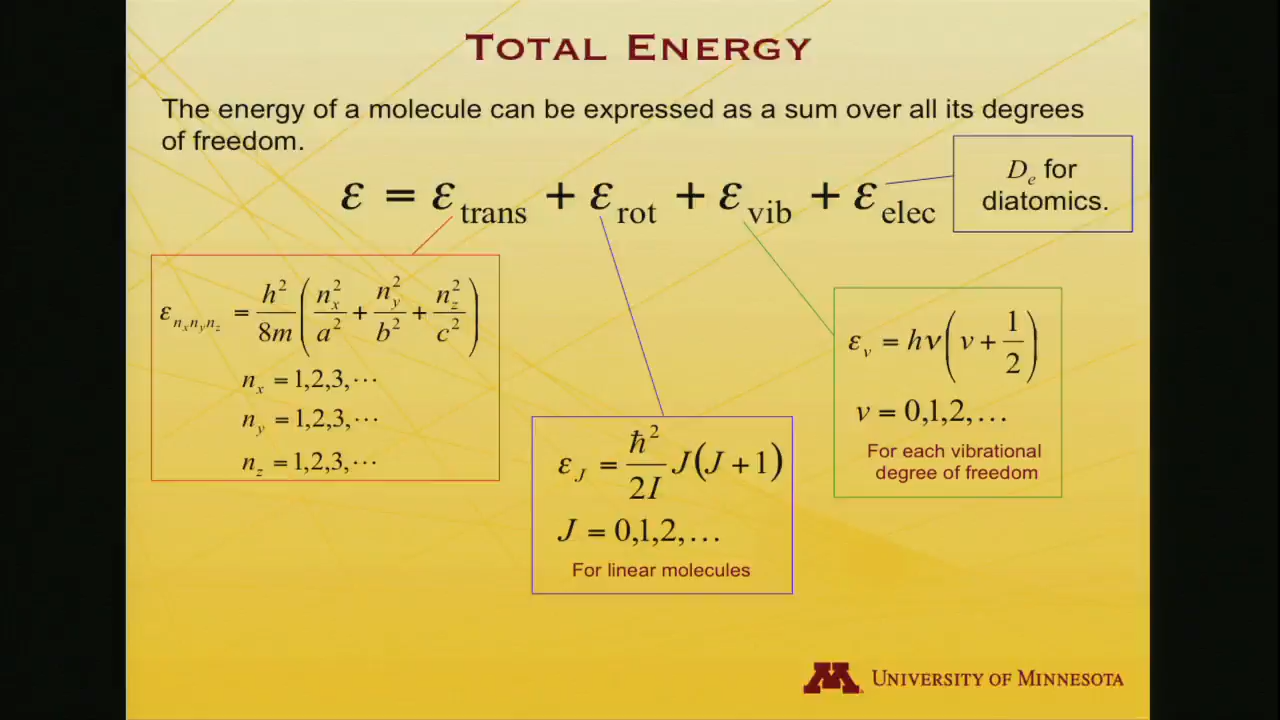 TOTAL ENERGY
The energy of a molecule can be expressed as a sum over all its degrees
of freedom.
ε = ε_trans + ε_rot + ε_vib + ε_elec
D_e for
diatomics.
ε_{n_x n_y n_z} = h²/8m (n_x²/a² + n_y²/b² + n_z²/c²)
n_x = 1,2,3,⋯
n_y = 1,2,3,⋯
n_z = 1,2,3,⋯
ε_J = ħ²/2I J(J + 1)
J = 0,1,2,…
For linear molecules
ε_v = hν(v + 1/2)
v = 0,1,2,…
For each vibrational
degree of freedom
M
UNIVERSITY OF MINNESOTA